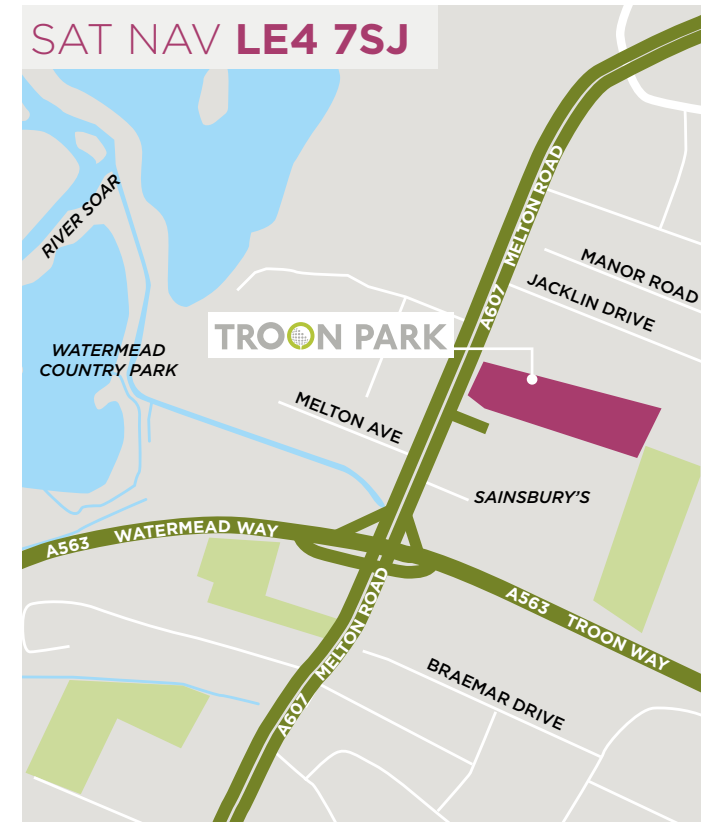 SAT NAV LE4 7SJ
RIVER SOAR
A607 MELTON ROAD
MANOR ROAD
JACKLIN DRIVE
TROON PARK
WATERMEAD
COUNTRY PARK
MELTON AVE
SAINSBURY'S
A563 WATERMEAD WAY
A563 TROON WAY
A607 MELTON ROAD
BRAEMAR DRIVE